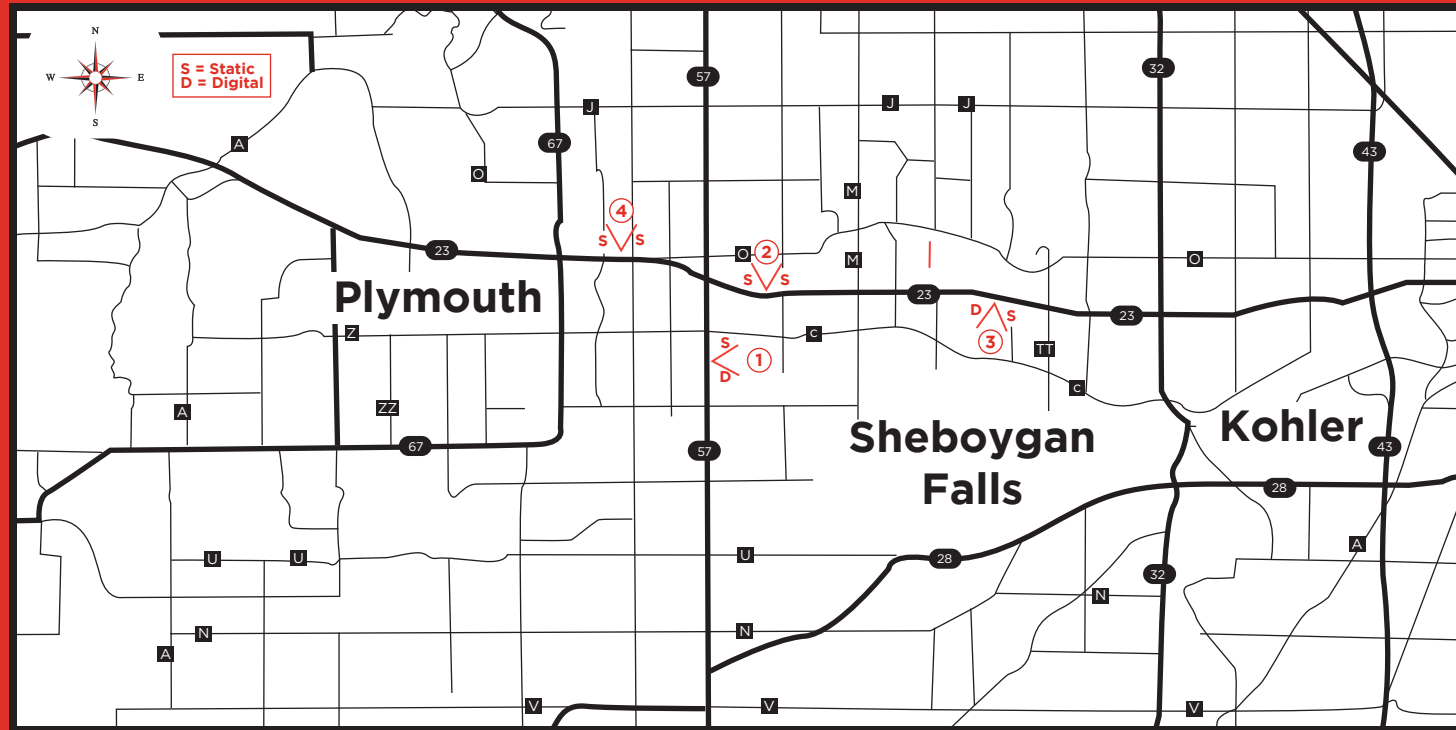 N
W E
S
S = Static
D = Digital
57
32
J
J
J
67
A
43
O
M
4
S S
23
O
2
M
O
S S
23
D S
23
Plymouth
Z
C
3
TT
S
1
D
C
A
ZZ
67
57
Sheboygan
Falls
Kohler
43
28
U
U
U
28
A
32
N
N
N
A
V
V
V